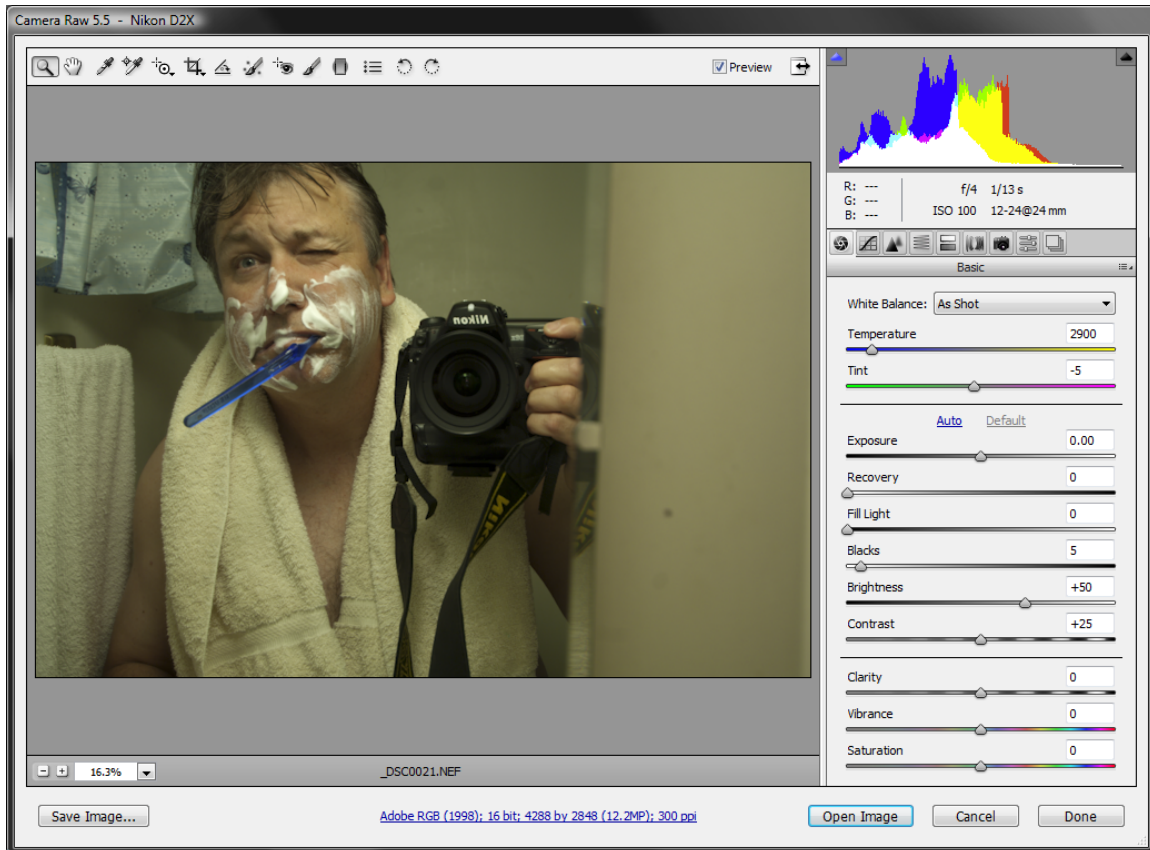 Camera Raw 5.5 - Nikon D2X
Preview
R: ---
G: ---
B: ---
f/4 1/13 s
ISO 100 12-24@24 mm
Basic
White Balance: As Shot
Temperature 2900
Tint -5
Auto Default
Exposure 0.00
Recovery 0
Fill Light 0
Blacks 5
Brightness +50
Contrast +25
Clarity 0
Vibrance 0
Saturation 0
Nikon
Nikon
16.3%
_DSC0021.NEF
Save Image...
Adobe RGB (1998); 16 bit; 4288 by 2848 (12.2MP); 300 ppi
Open Image
Cancel
Done